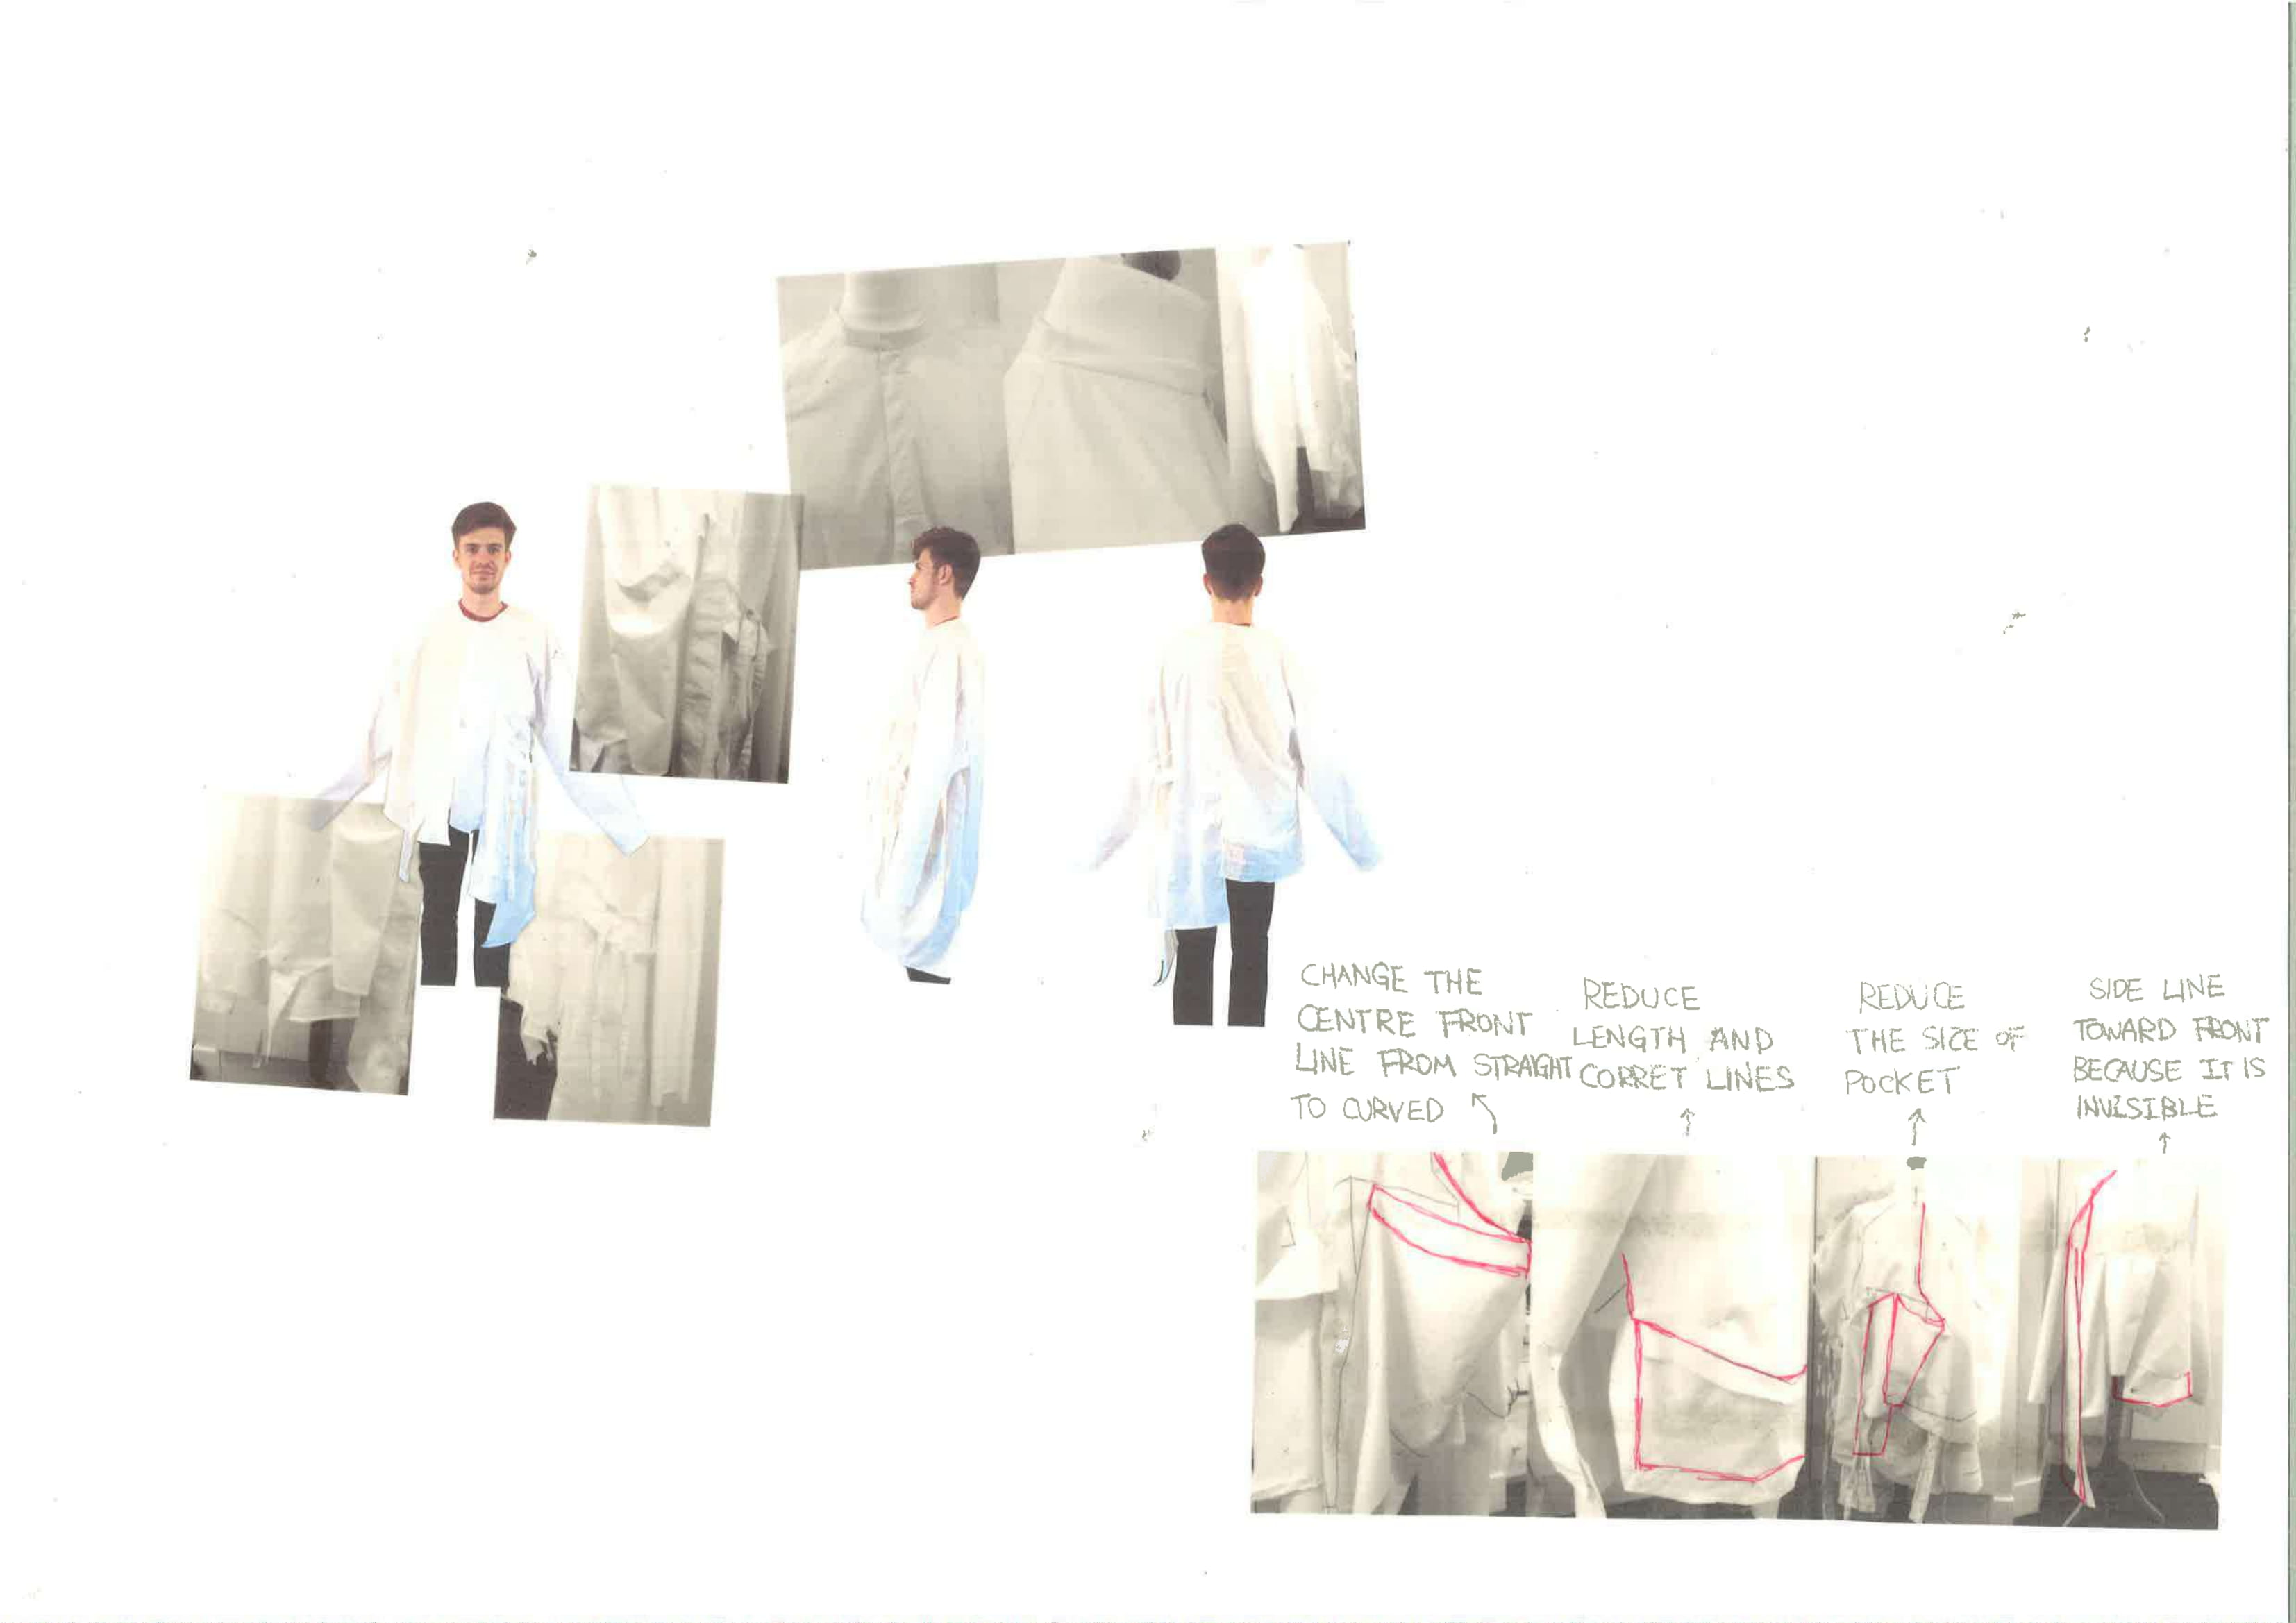 CHANGE THE
CENTRE FRONT
LINE FROM STRAIGHT
TO CURVED
REDUCE
LENGTH AND
CORRET LINES
REDUCE
THE SIZE OF
POCKET
SIDE LINE
TOWARD FRONT
BECAUSE IT IS
INVISIBLE